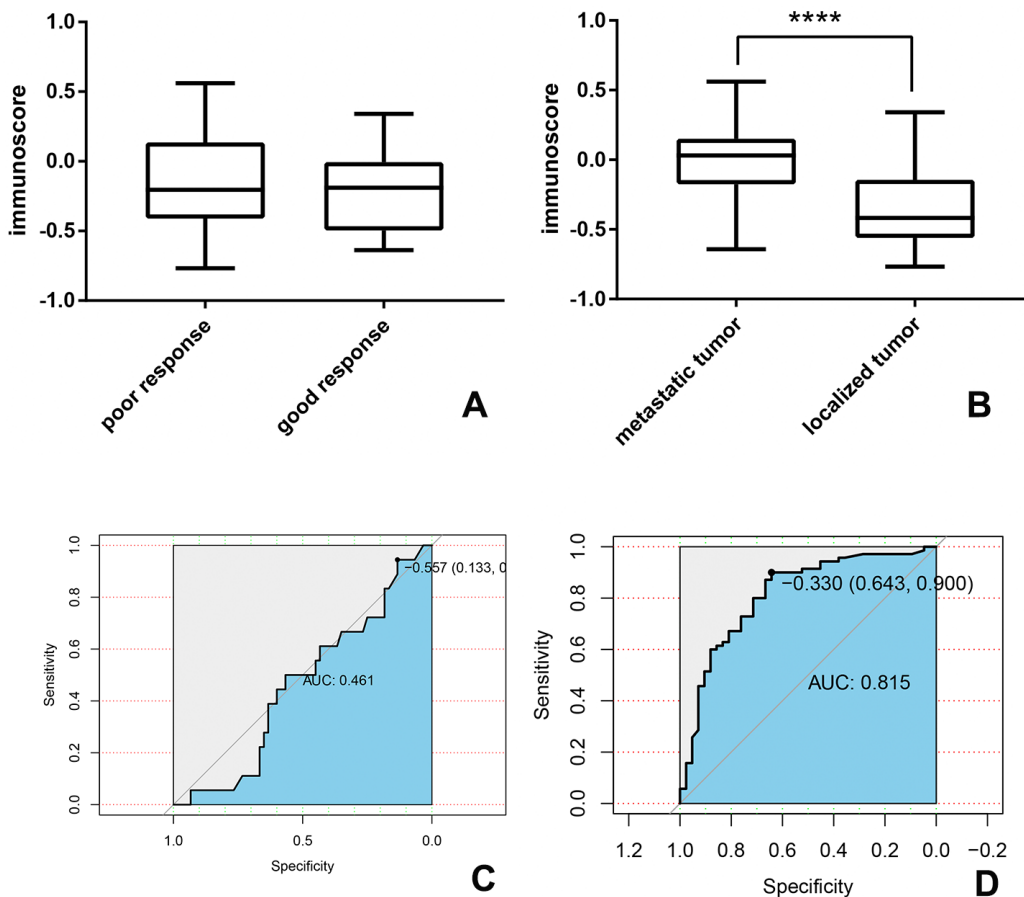 1.0
0.5
0.0
-0.5
-1.0
immunoscore
poor response
good response
A
****
1.0
0.5
0.0
-0.5
-1.0
immunoscore
metastatic tumor
localized tumor
B
1.0
0.8
0.6
0.4
0.2
0.0
Sensitivity
−0.557 (0.133, 0
AUC: 0.461
1.0 0.5 0.0
Specificity
C
1.0
0.8
0.6
0.4
0.2
0.0
Sensitivity
−0.330 (0.643, 0.900)
AUC: 0.815
1.2 1.0 0.8 0.6 0.4 0.2 0.0 −0.2
Specificity
D